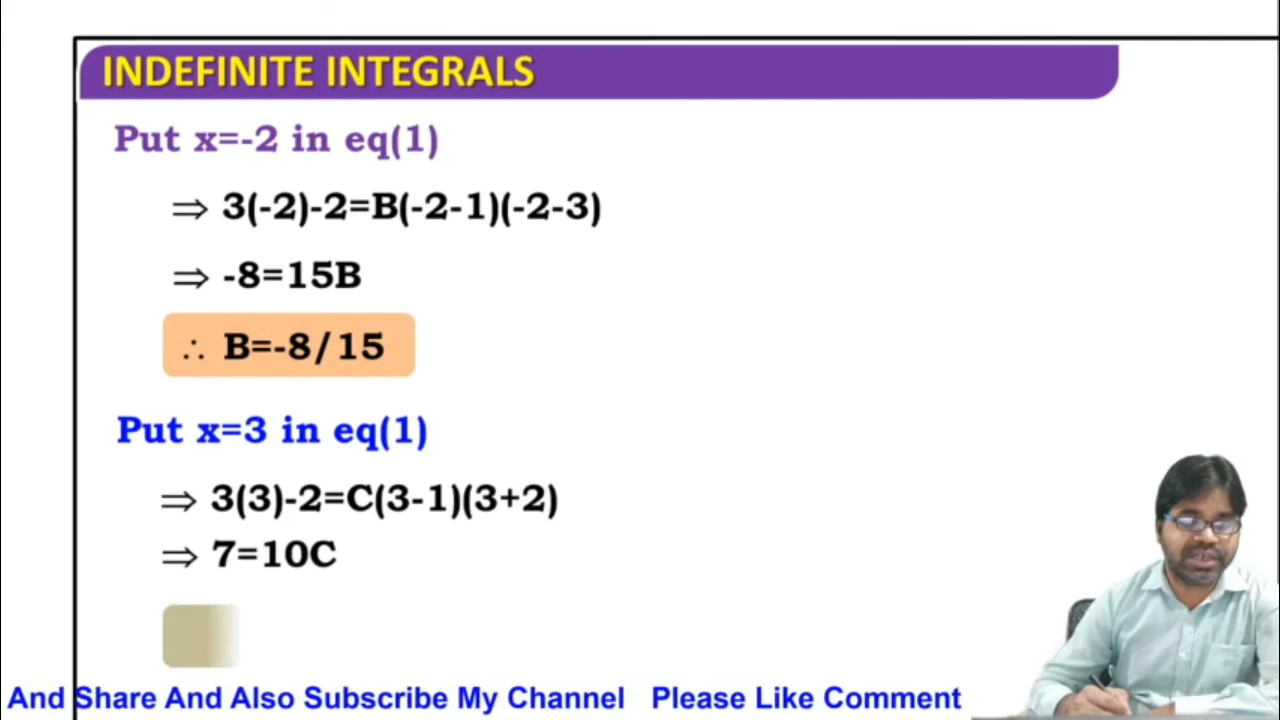 INDEFINITE INTEGRALS
Put x=-2 in eq(1)
⇒ 3(-2)-2=B(-2-1)(-2-3)
⇒ -8=15B
∴ B=-8/15
Put x=3 in eq(1)
⇒ 3(3)-2=C(3-1)(3+2)
⇒ 7=10C
And Share And Also Subscribe My Channel Please Like Comment